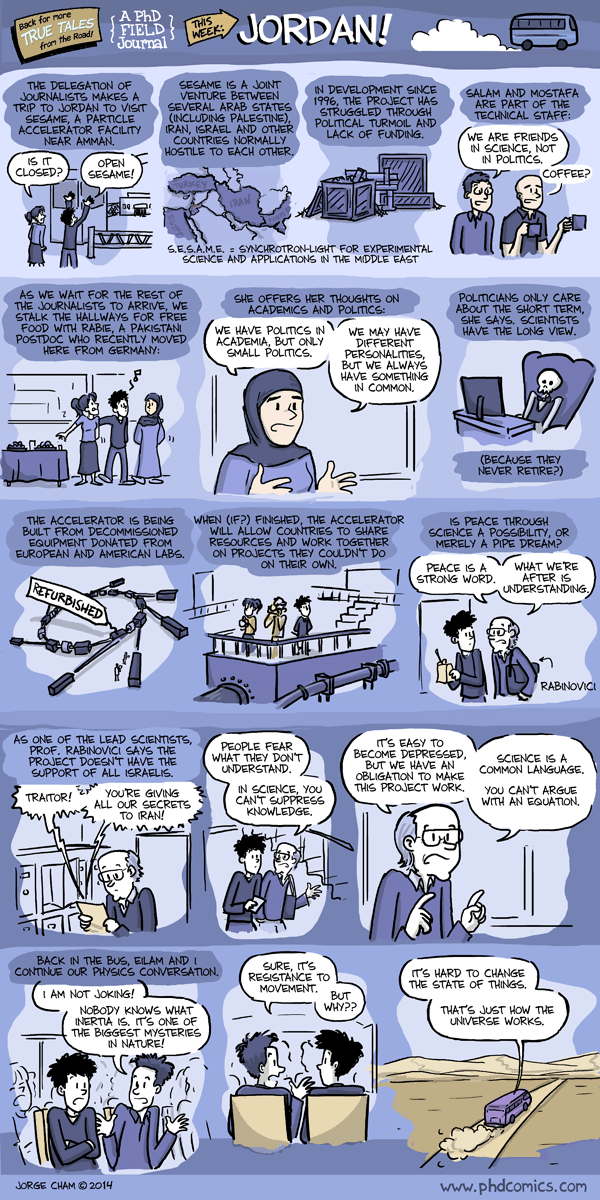 Back for more
TRUE TALES
from the Road!
{ A PhD
FIELD
Journal }
THIS
WEEK:
JORDAN!
THE DELEGATION OF
JOURNALISTS MAKES A
TRIP TO JORDAN TO VISIT
SESAME, A PARTICLE
ACCELERATOR FACILITY
NEAR AMMAN.
IS IT
CLOSED?
OPEN
SESAME!
SESAME IS A JOINT
VENTURE BETWEEN
SEVERAL ARAB STATES
(INCLUDING PALESTINE),
IRAN, ISRAEL AND OTHER
COUNTRIES NORMALLY
HOSTILE TO EACH OTHER.
TURKEY
IRAN
IN DEVELOPMENT SINCE
1996, THE PROJECT HAS
STRUGGLED THROUGH
POLITICAL TURMOIL AND
LACK OF FUNDING.
S.E.S.A.M.E. = SYNCHROTRON-LIGHT FOR EXPERIMENTAL
SCIENCE AND APPLICATIONS IN THE MIDDLE EAST
SALAM AND MOSTAFA
ARE PART OF THE
TECHNICAL STAFF:
WE ARE FRIENDS
IN SCIENCE, NOT
IN POLITICS.
COFFEE?
AS WE WAIT FOR THE REST OF
THE JOURNALISTS TO ARRIVE, WE
STALK THE HALLWAYS FOR FREE
FOOD WITH RABIE, A PAKISTANI
POSTDOC WHO RECENTLY MOVED
HERE FROM GERMANY:
SHE OFFERS HER THOUGHTS ON
ACADEMICS AND POLITICS:
WE HAVE POLITICS IN
ACADEMIA, BUT ONLY
SMALL POLITICS.
WE MAY HAVE
DIFFERENT
PERSONALITIES,
BUT WE ALWAYS
HAVE SOMETHING
IN COMMON.
POLITICIANS ONLY CARE
ABOUT THE SHORT TERM,
SHE SAYS. SCIENTISTS
HAVE THE LONG VIEW.
(BECAUSE THEY
NEVER RETIRE?)
THE ACCELERATOR IS BEING
BUILT FROM DECOMMISSIONED
EQUIPMENT DONATED FROM
EUROPEAN AND AMERICAN LABS.
REFURBISHED
WHEN (IF?) FINISHED, THE ACCELERATOR
WILL ALLOW COUNTRIES TO SHARE
RESOURCES AND WORK TOGETHER
ON PROJECTS THEY COULDN'T DO
ON THEIR OWN.
IS PEACE THROUGH
SCIENCE A POSSIBILITY, OR
MERELY A PIPE DREAM?
PEACE IS A
STRONG WORD.
WHAT WE'RE
AFTER IS
UNDERSTANDING.
RABINOVICI
AS ONE OF THE LEAD SCIENTISTS,
PROF. RABINOVICI SAYS THE
PROJECT DOESN'T HAVE THE
SUPPORT OF ALL ISRAELIS.
TRAITOR!
YOU'RE GIVING
ALL OUR SECRETS
TO IRAN!
PEOPLE FEAR
WHAT THEY DON'T
UNDERSTAND.
IN SCIENCE, YOU
CAN'T SUPPRESS
KNOWLEDGE.
IT'S EASY TO
BECOME DEPRESSED,
BUT WE HAVE AN
OBLIGATION TO MAKE
THIS PROJECT WORK.
SCIENCE IS A
COMMON LANGUAGE.
YOU CAN'T ARGUE
WITH AN EQUATION.
BACK IN THE BUS, EILAM AND I
CONTINUE OUR PHYSICS CONVERSATION.
I AM NOT JOKING!
NOBODY KNOWS WHAT
INERTIA IS. IT'S ONE OF
THE BIGGEST MYSTERIES
IN NATURE!
SURE, IT'S
RESISTANCE TO
MOVEMENT.
BUT
WHY??
IT'S HARD TO CHANGE
THE STATE OF THINGS.
THAT'S JUST HOW THE
UNIVERSE WORKS.
JORGE CHAM © 2014
www.phdcomics.com